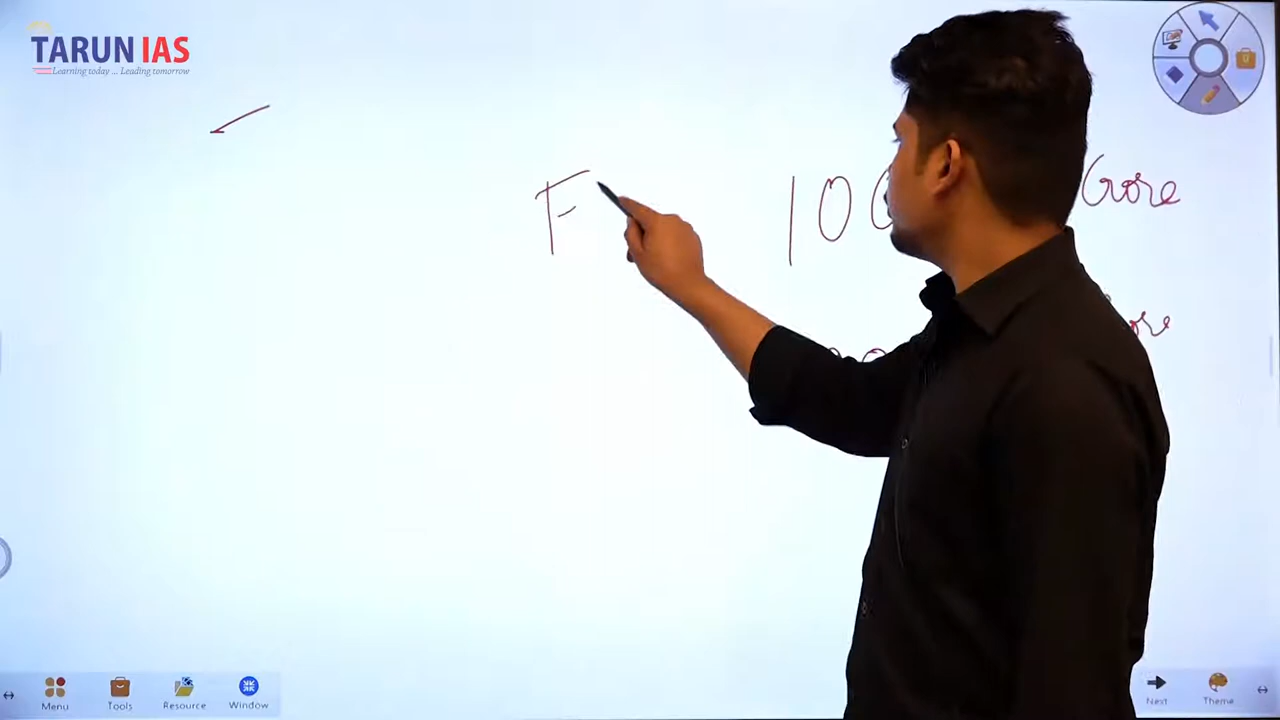 TARUN IAS
Learning today ... Leading tomorrow
F 10 Crore
Menu Tools Resource Window
Next Theme